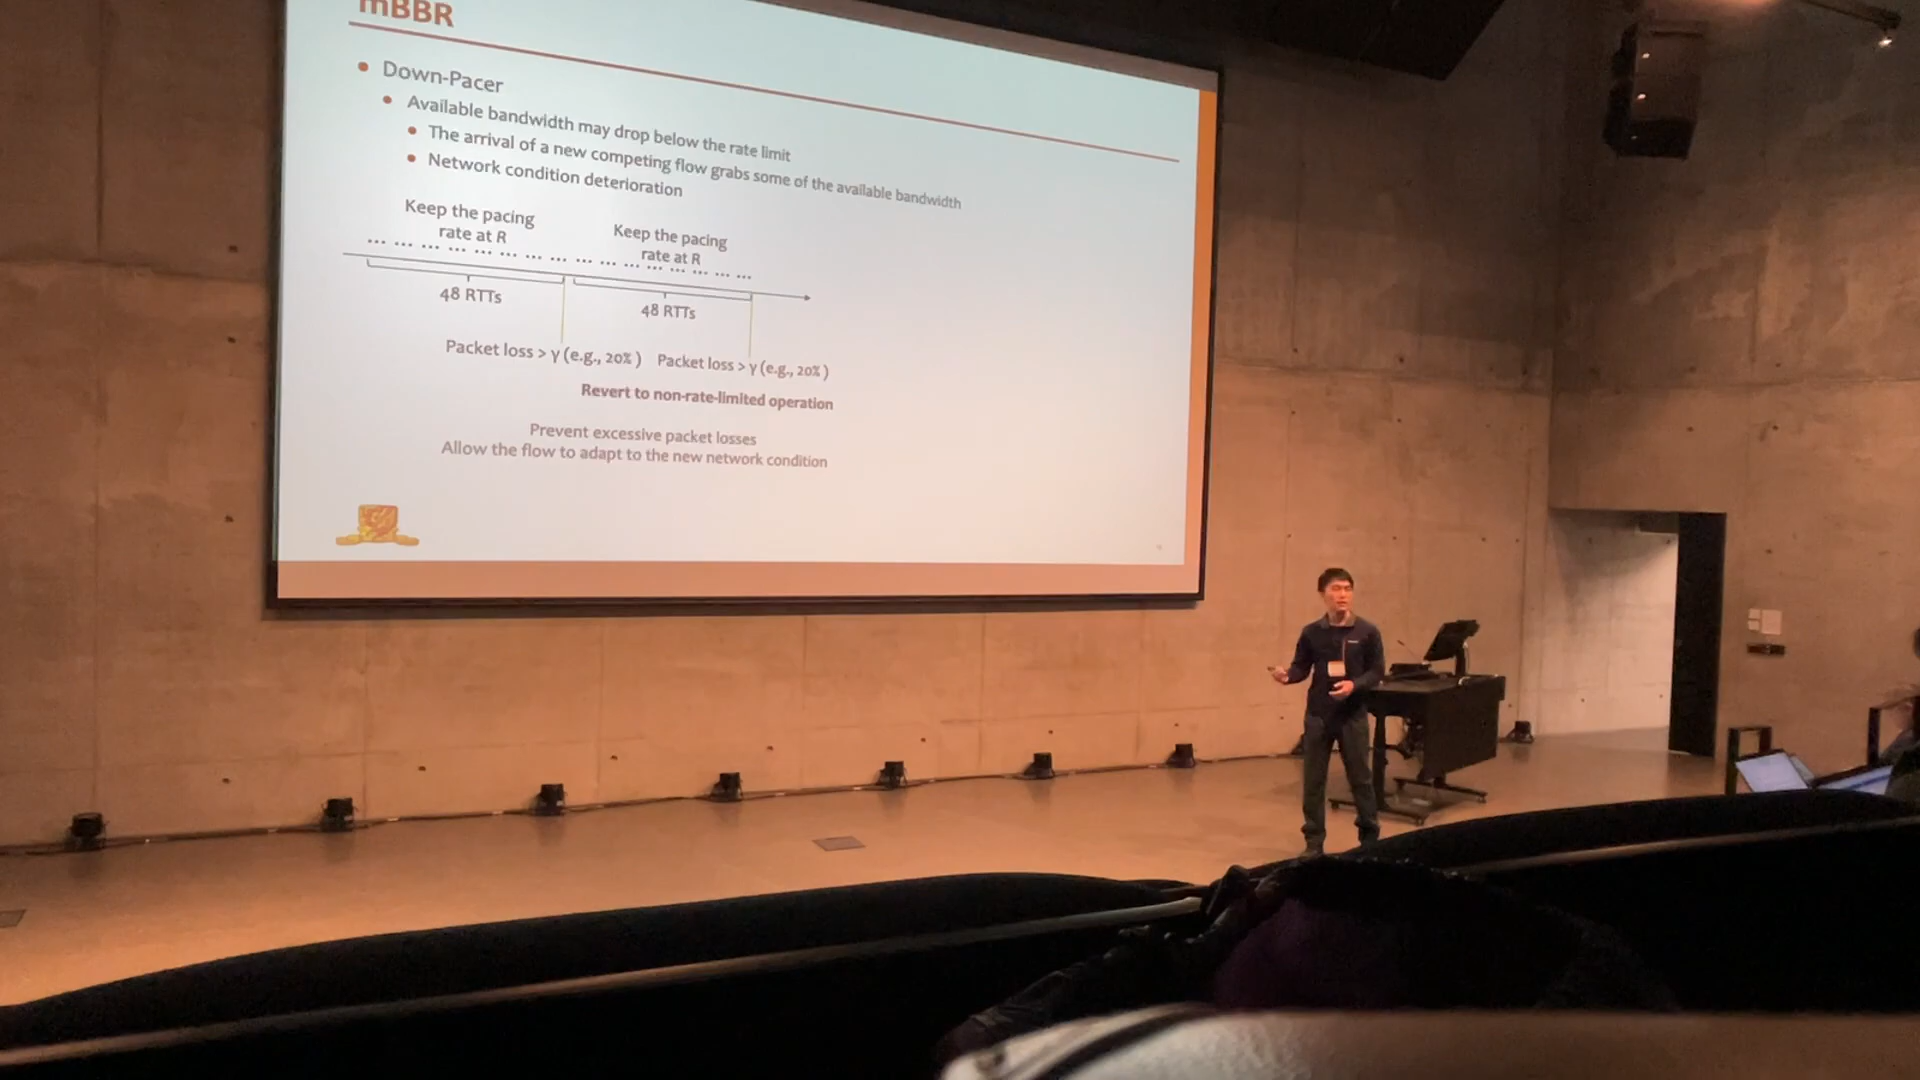 mBBR
Down-Pacer
Available bandwidth may drop below the rate limit
The arrival of a new competing flow grabs some of the available bandwidth
Network condition deterioration
Keep the pacing
rate at R
Keep the pacing
rate at R
48 RTTs
48 RTTs
Packet loss > γ (e.g., 20% )
Packet loss > γ (e.g., 20% )
Revert to non-rate-limited operation
Prevent excessive packet losses
Allow the flow to adapt to the new network condition